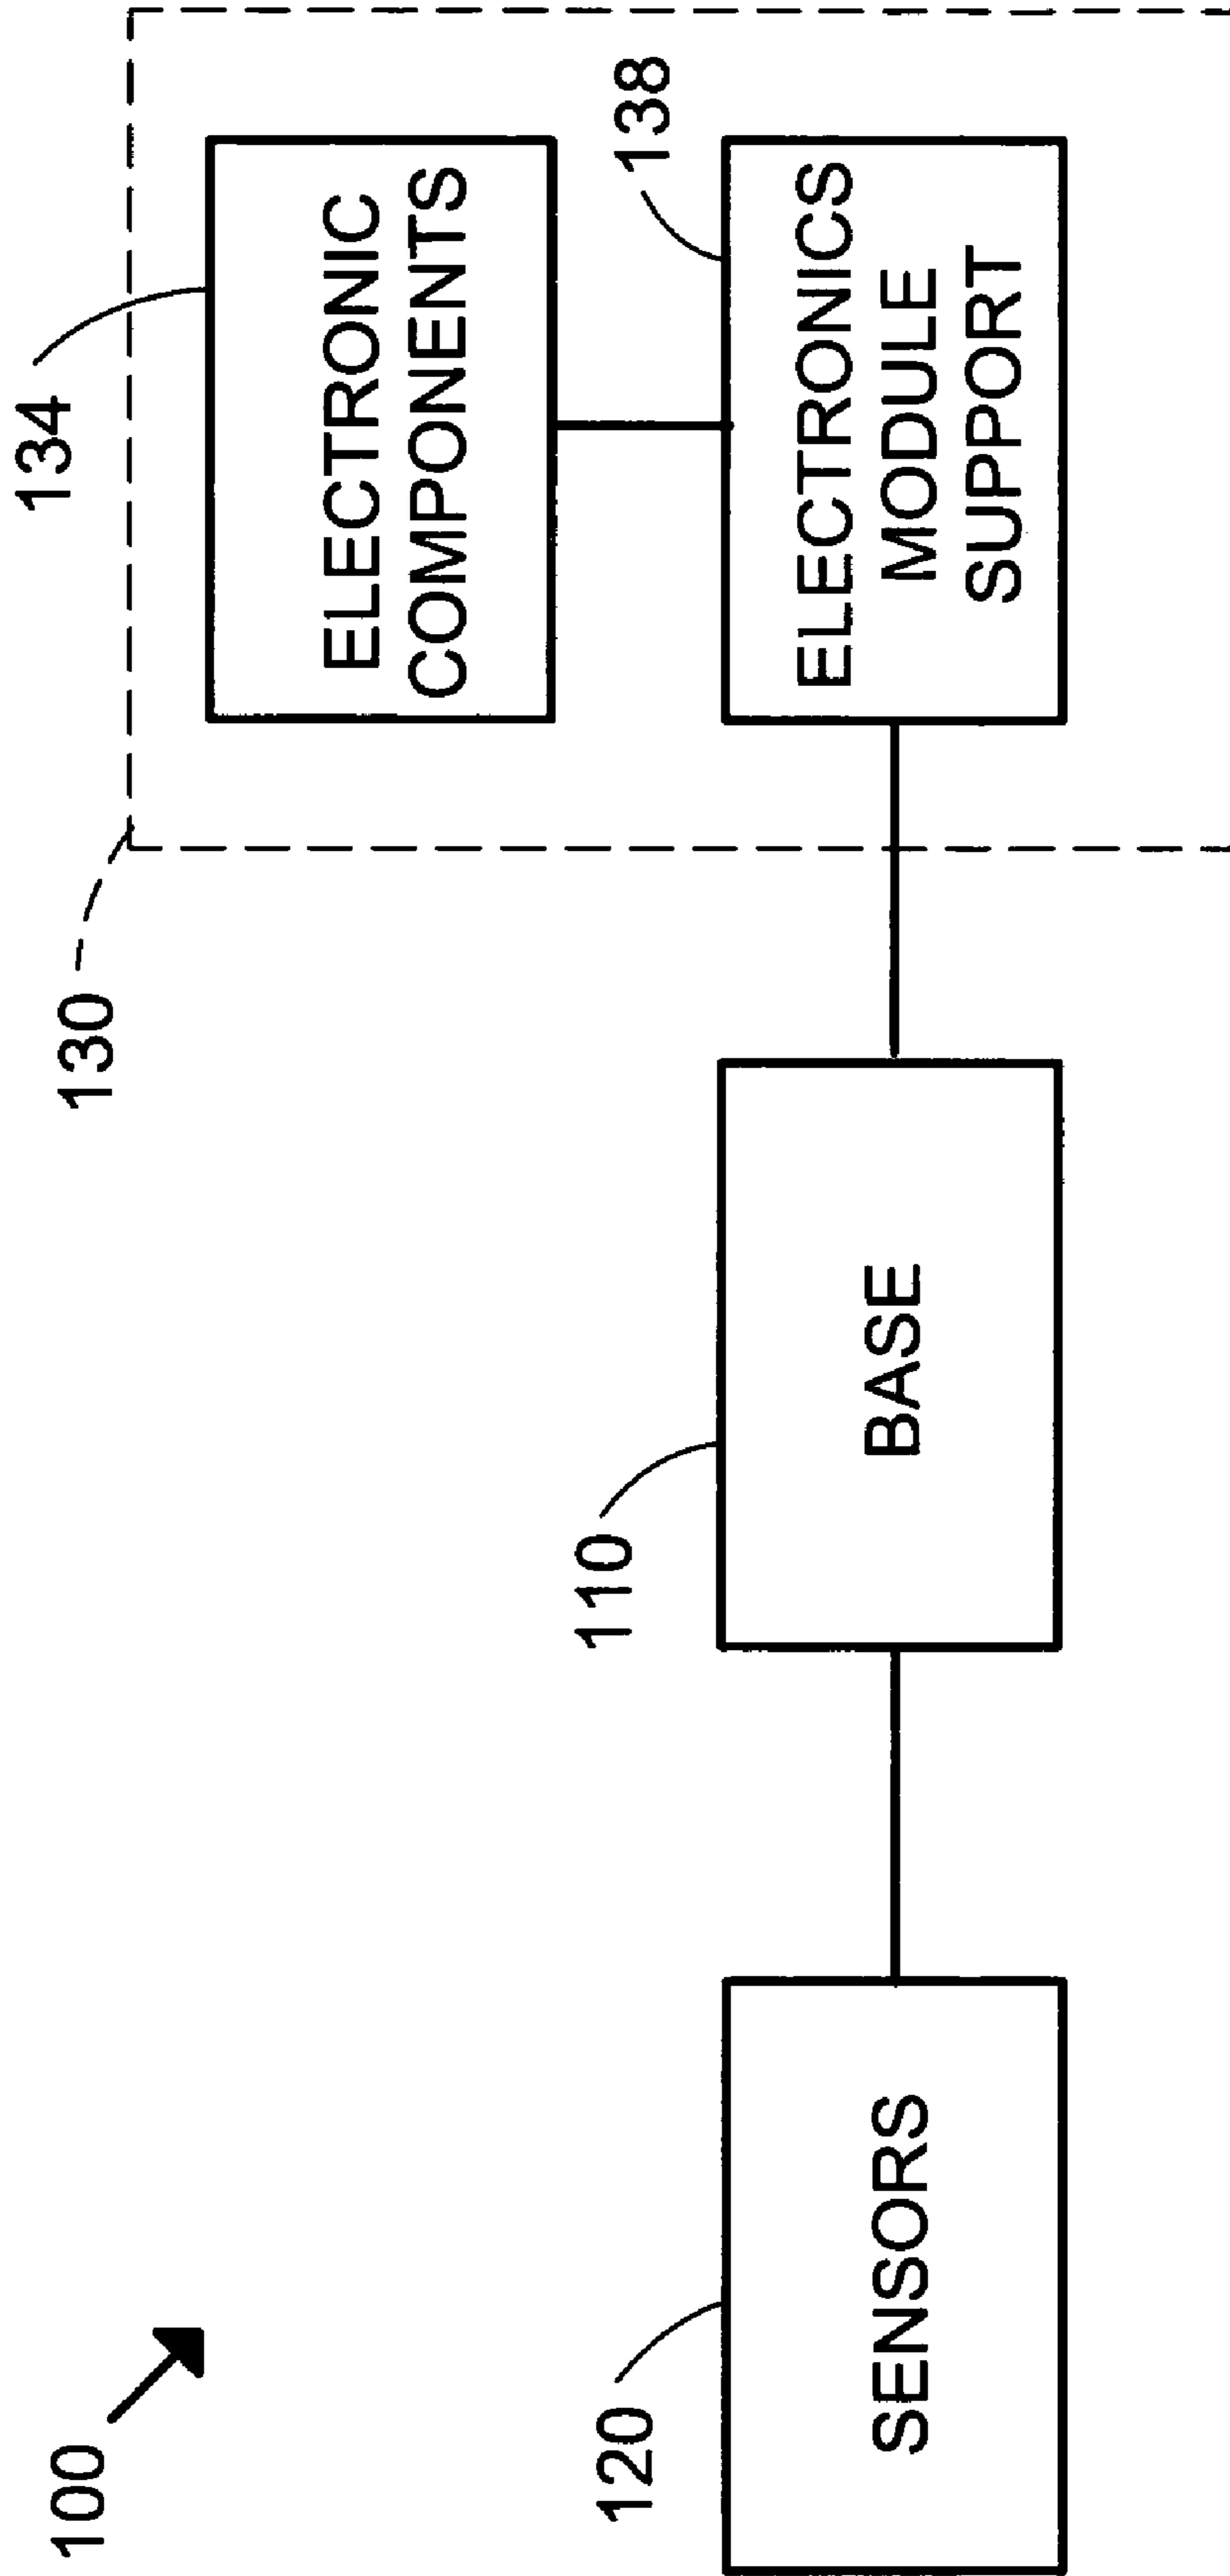 100
120
SENSORS
110
BASE
130
134
ELECTRONIC
COMPONENTS
138
ELECTRONICS
MODULE
SUPPORT